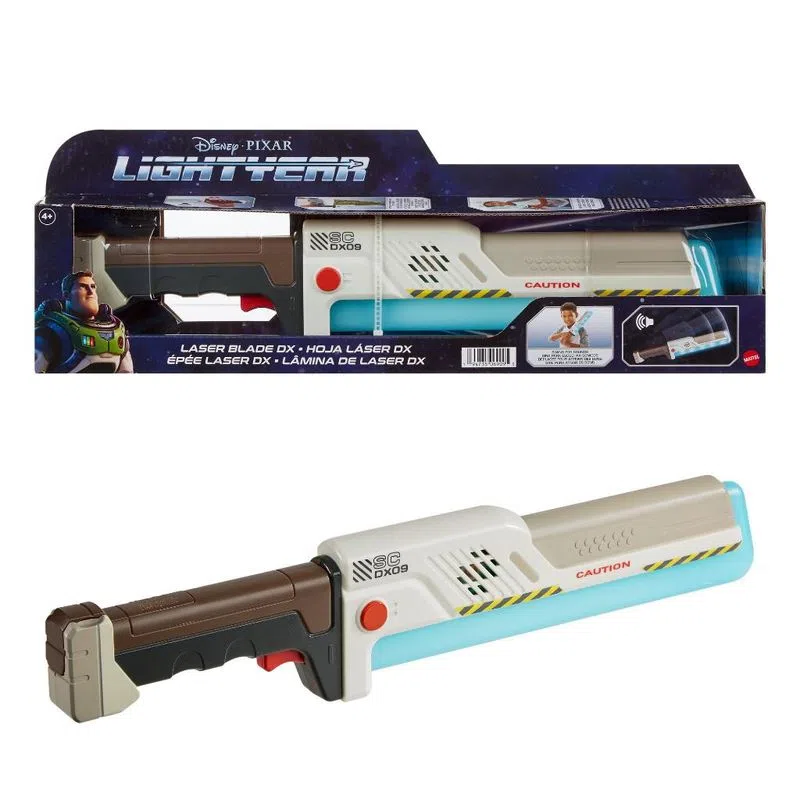 Disney · PIXAR
LIGHTYEAR
4+
SC
DX09
CAUTION
LASER BLADE DX • HOJA LÁSER DX
ÉPÉE LASER DX • LÂMINA DE LASER DX
MATTEL
SC
DX09
CAUTION